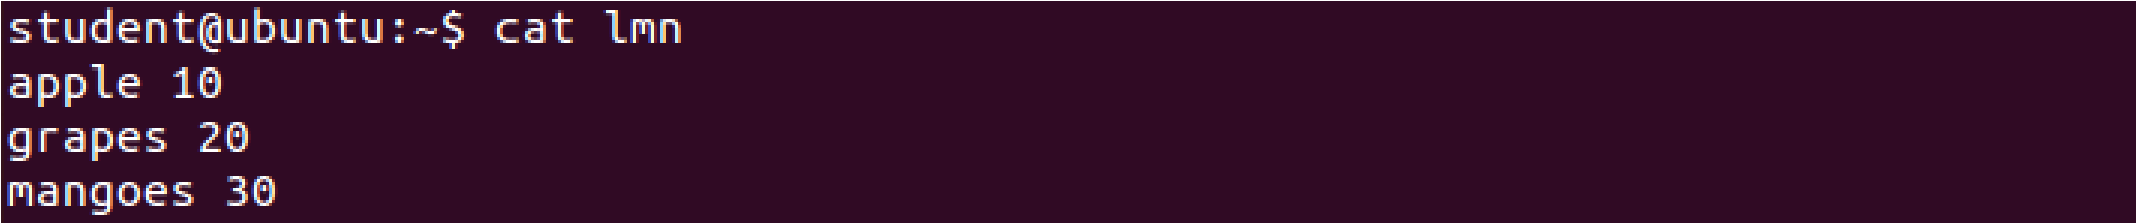 student@ubuntu:~$ cat lmn
apple 10
grapes 20
mangoes 30